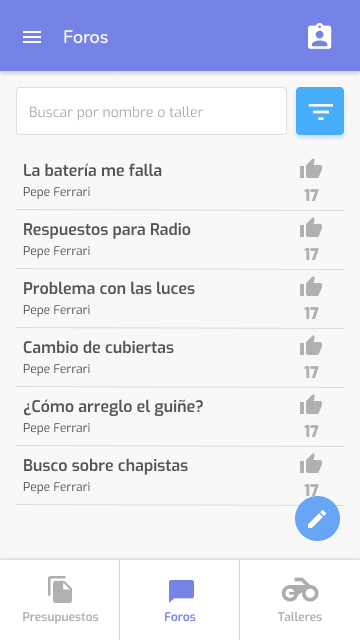 Foros
Buscar por nombre o taller
La batería me falla
Pepe Ferrari
17
Respuestos para Radio
Pepe Ferrari
17
Problema con las luces
Pepe Ferrari
17
Cambio de cubiertas
Pepe Ferrari
17
¿Cómo arreglo el guiñe?
Pepe Ferrari
17
Busco sobre chapistas
Pepe Ferrari
17
Presupuestos
Foros
Talleres